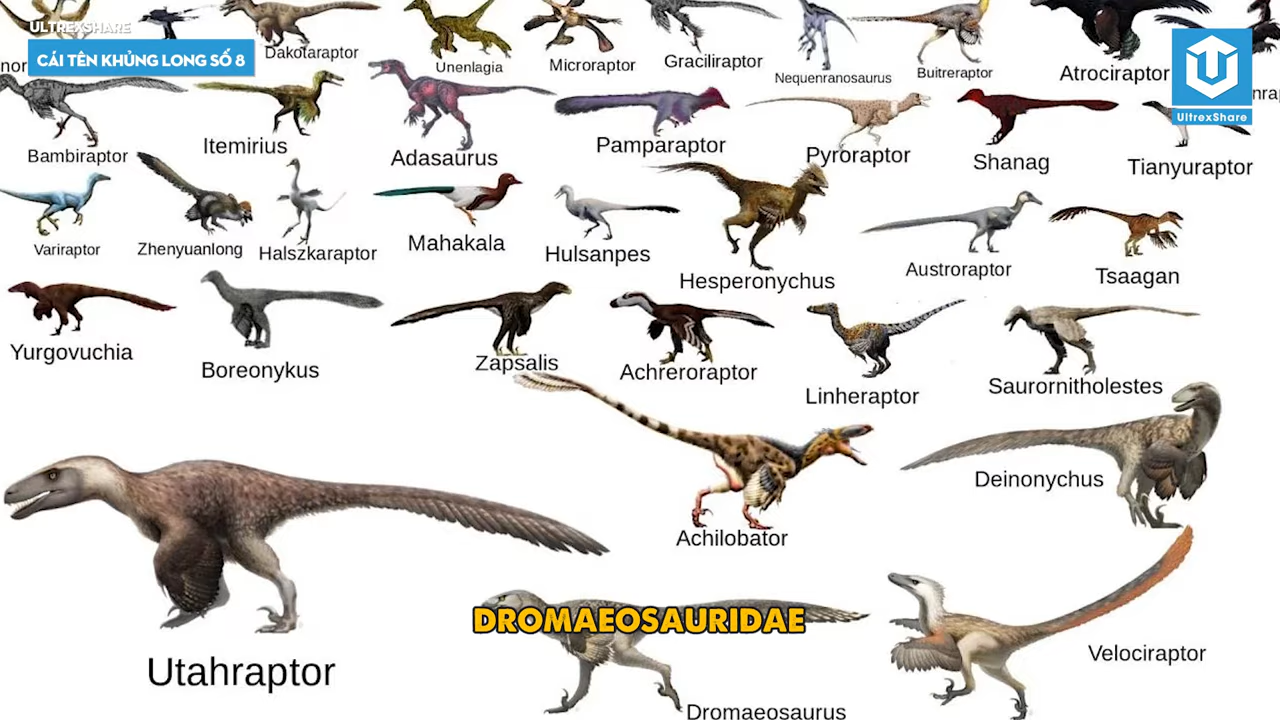 ULTREXSHARE
CÁI TÊN KHỦNG LONG SỐ 8
Dakotaraptor
Unenlagia
Microraptor
Graciliraptor
Nequenranosaurus
Buitreraptor
Atrociraptor
UltrexShare
Bambiraptor
Itemirius
Adasaurus
Pamparaptor
Pyroraptor
Shanag
Tianyuraptor
Variraptor
Zhenyuanlong
Halszkaraptor
Mahakala
Hulsanpes
Hesperonychus
Austroraptor
Tsaagan
Yurgovuchia
Boreonykus
Zapsalis
Achreroraptor
Linheraptor
Saurornitholestes
Deinonychus
Achilobator
DROMAEOSAURIDAE
Utahraptor
Velociraptor
Dromaeosaurus